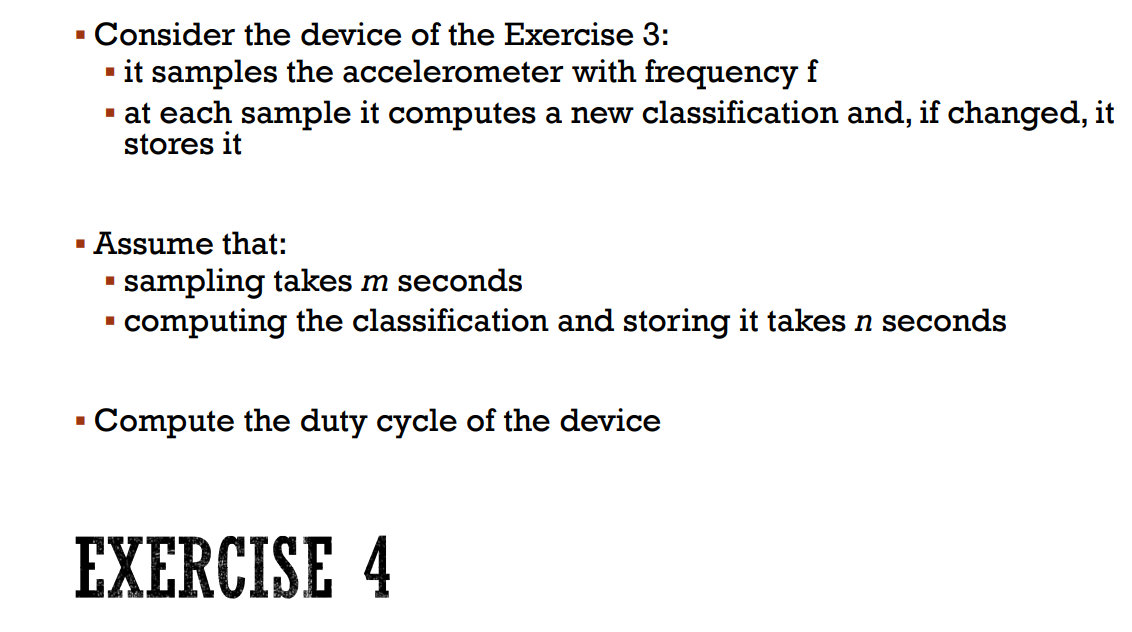 ▪ Consider the device of the Exercise 3:
▪ it samples the accelerometer with frequency f
▪ at each sample it computes a new classification and, if changed, it
stores it
▪ Assume that:
▪ sampling takes m seconds
▪ computing the classification and storing it takes n seconds
▪ Compute the duty cycle of the device
EXERCISE 4